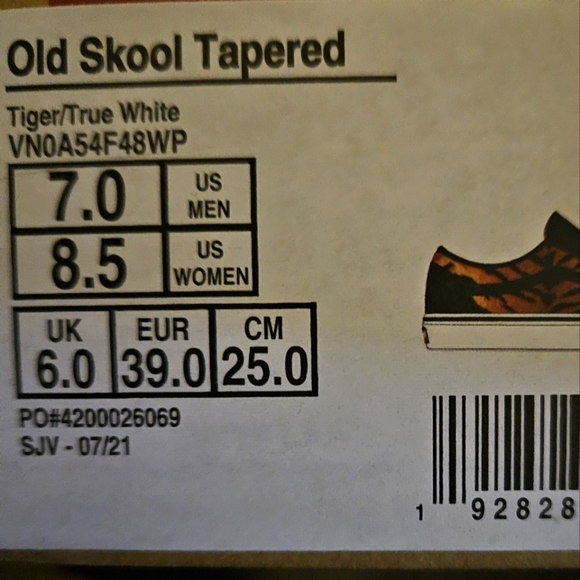 Old Skool Tapered
Tiger/True White
VN0A54F48WP
7.0 US MEN
8.5 US WOMEN
UK EUR CM
6.0 39.0 25.0
PO#4200026069
SJV - 07/21
1 92828